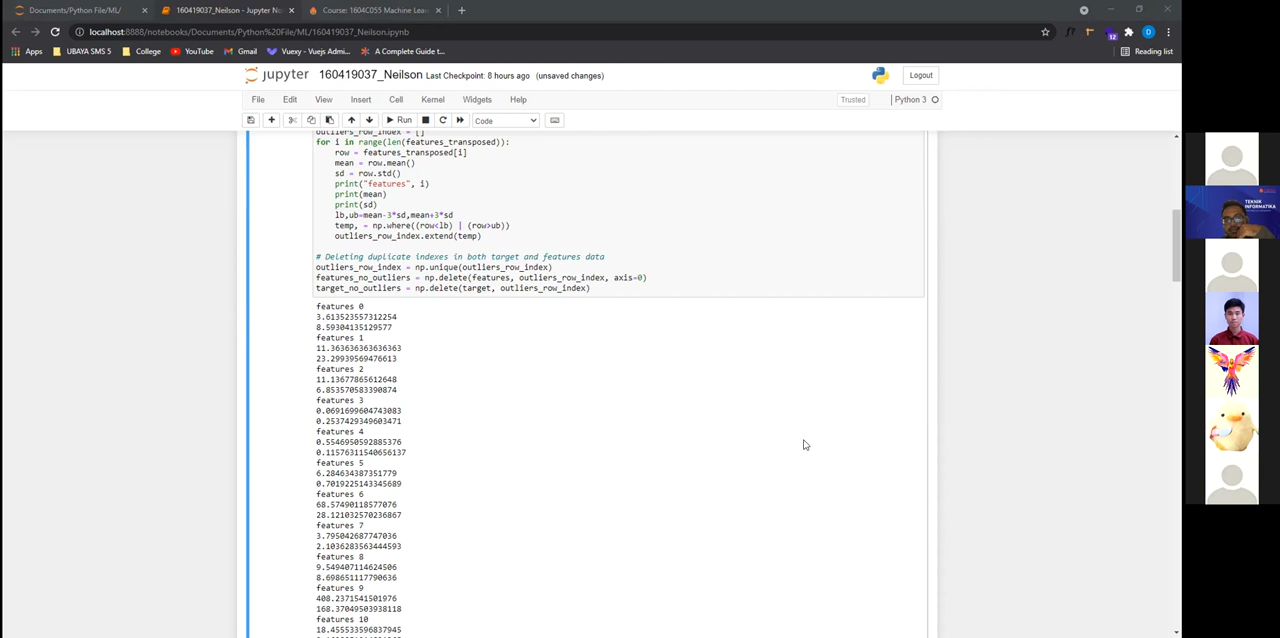 Documents/Python File/ML/
160419037_Neilson - Jupyter No
Course: 1604C055 Machine Lea
localhost:8888/notebooks/Documents/Python%20File/ML/160419037_Neilson.ipynb
Apps
UBAYA SMS 5
College
YouTube
Gmail
Vuexy - Vuejs Admi...
A Complete Guide t...
12
D
Reading list
jupyter 160419037_Neilson Last Checkpoint: 8 hours ago (unsaved changes)
Logout
File Edit View Insert Cell Kernel Widgets Help
Trusted
Python 3
Run
Code
outliers_row_index = []
for i in range(len(features_transposed)):
row = features_transposed[i]
mean = row.mean()
sd = row.std()
print("features", i)
print(mean)
print(sd)
lb,ub=mean-3*sd,mean+3*sd
temp, = np.where((row<lb) | (row>ub))
outliers_row_index.extend(temp)
# Deleting duplicate indexes in both target and features data
outliers_row_index = np.unique(outliers_row_index)
features_no_outliers = np.delete(features, outliers_row_index, axis=0)
target_no_outliers = np.delete(target, outliers_row_index)
features 0
3.613523557312254
8.59304135129577
features 1
11.363636363636363
23.29939569476613
features 2
11.13677865612648
6.853570583390874
features 3
0.0691699604743083
0.2537429349603471
features 4
0.5546950592885376
0.11576311540656137
features 5
6.284634387351779
0.7019225143345689
features 6
68.57490118577076
28.121032570236867
features 7
3.795042687747036
2.1036283563444593
features 8
9.549407114624506
8.698651117790636
features 9
408.2371541501976
168.37049503938118
features 10
18.455533596837945
TEKNIK
INFORMATIKA